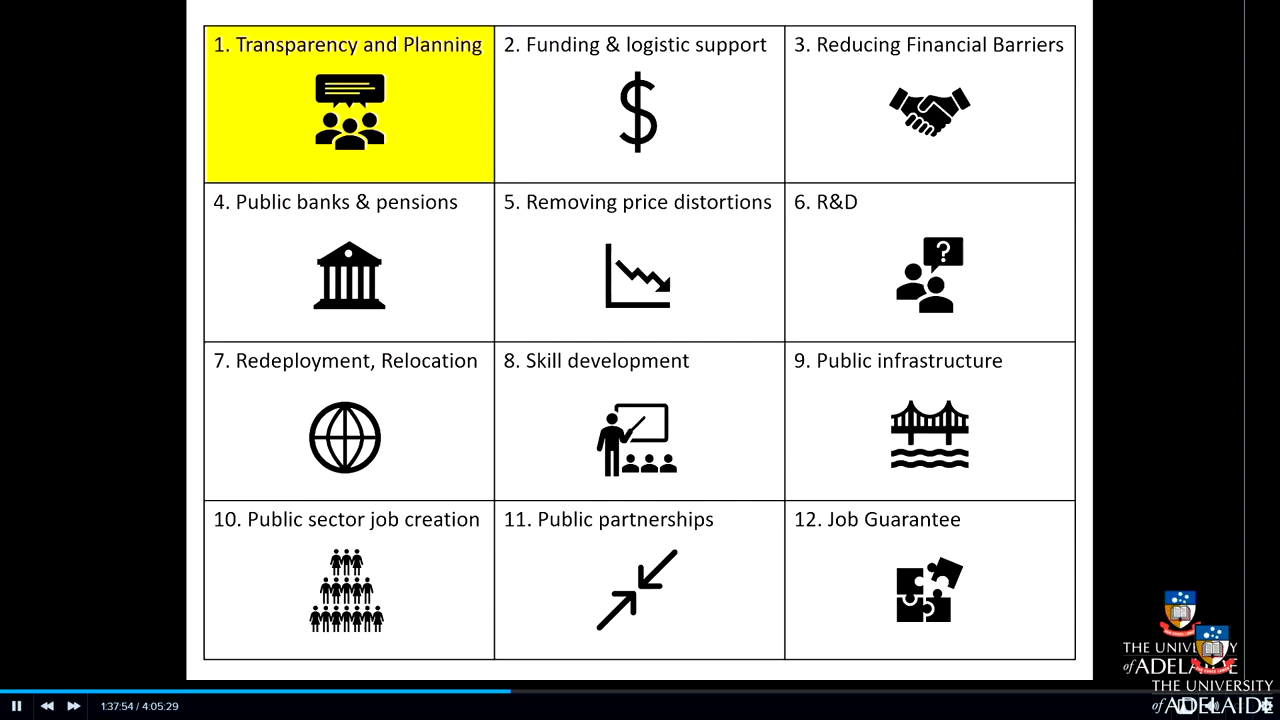 1. Transparency and Planning
2. Funding & logistic support
3. Reducing Financial Barriers
?
4. Public banks & pensions
5. Removing price distortions
6. R&D
7. Redeployment, Relocation
8. Skill development
9. Public infrastructure
10. Public sector job creation
11. Public partnerships
12. Job Guarantee
THE UNIVERSITY
of ADELAIDE
THE UNIVERSITY
of ADELAIDE
1:37:54 / 4:05:29